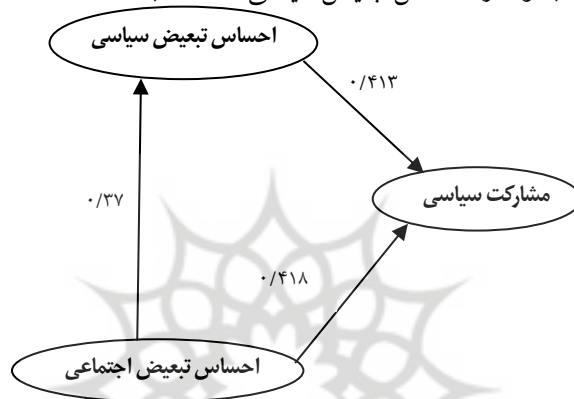 احساس تبعیض سیاسی
۰/۴۱۳
مشارکت سیاسی
۰/۳۷
۰/۴۱۸
احساس تبعیض اجتماعی